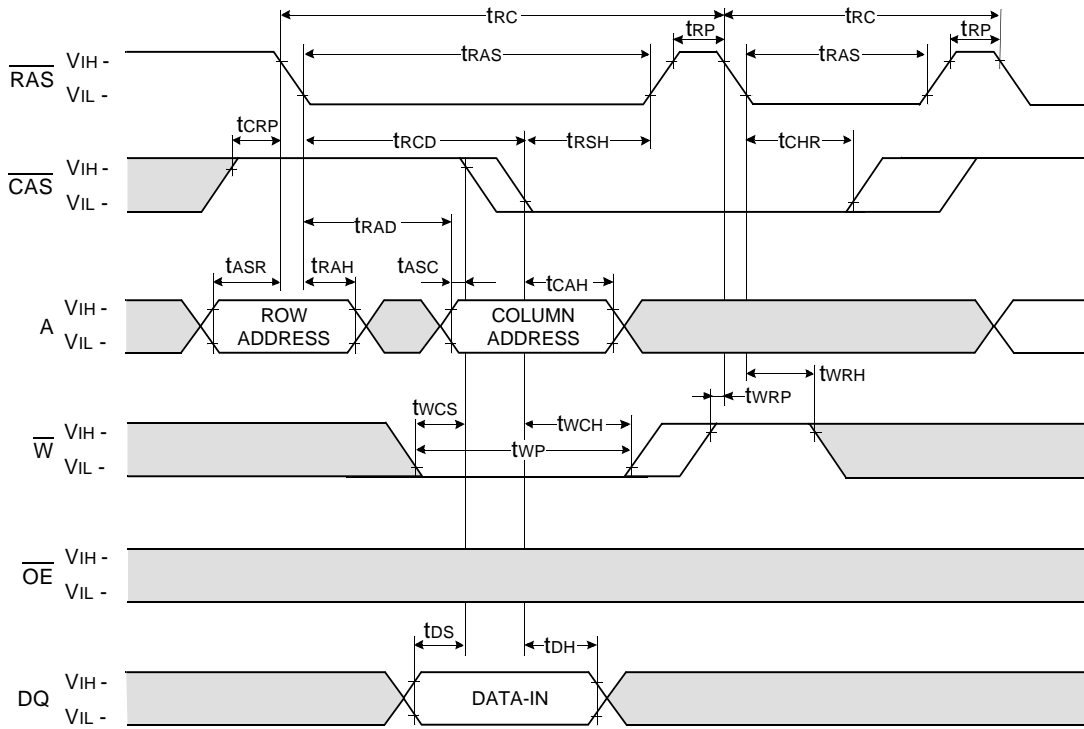 tRC tRC
tRAS tRP tRAS tRP
RAS VIH -
VIL -
tCRP tRCD tRSH tCHR
CAS VIH -
VIL -
tRAD
tASR tRAH tASC tCAH
A VIH -
VIL -
ROW
ADDRESS
COLUMN
ADDRESS
tWRH
tWRP
tWCS tWCH
tWP
W VIH -
VIL -
OE VIH -
VIL -
tDS tDH
DQ VIH -
VIL -
DATA-IN